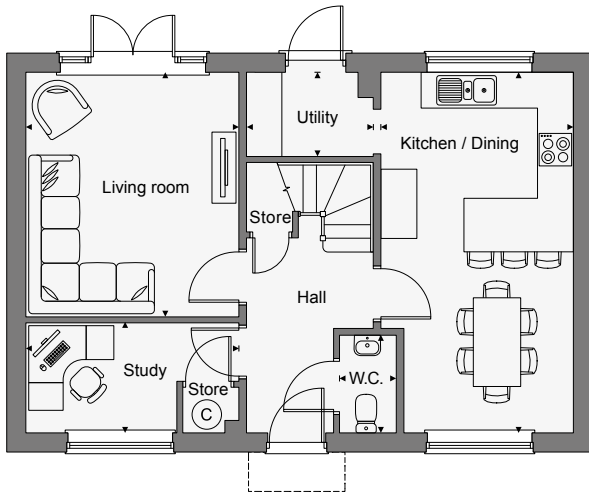 Utility
Kitchen / Dining
Living room
Store
Hall
Study
Store
W.C.
C